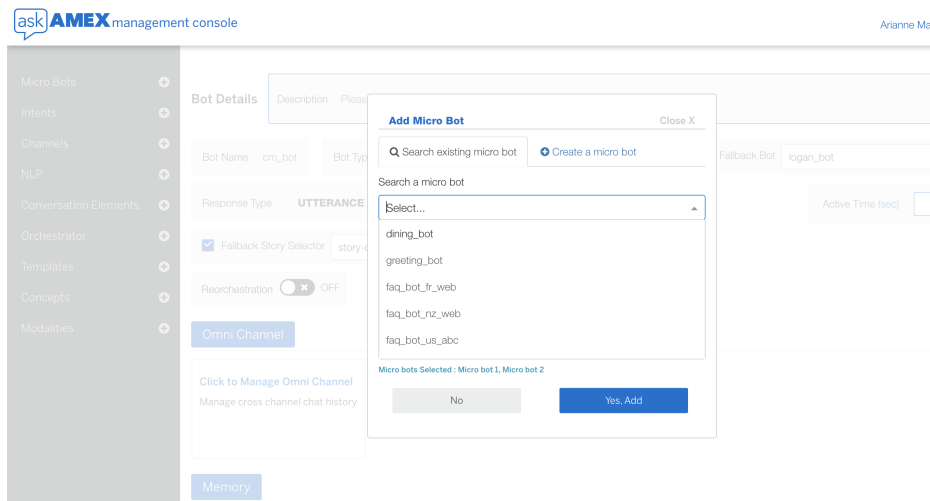 ask AMEX management console
Arianne Ma
Micro Bots
Intents
Channels
NLP
Conversation Elements
Orchestrator
Templates
Concepts
Modalities
Bot Details
Description Pleas
Bot Name cm_bot Bot Typ
Fallback Bot logan_bot
Response Type UTTERANCE
Active Time (sec)
Fallback Story Selector story-c
Reorchestration OFF
Omni Channel
Click to Manage Omni Channel
Manage cross channel chat history
Memory
Add Micro Bot Close X
Search existing micro bot Create a micro bot
Search a micro bot
Select...
dining_bot
greeting_bot
faq_bot_fr_web
faq_bot_nz_web
faq_bot_us_abc
Micro bots Selected : Micro bot 1, Micro bot 2
No Yes, Add